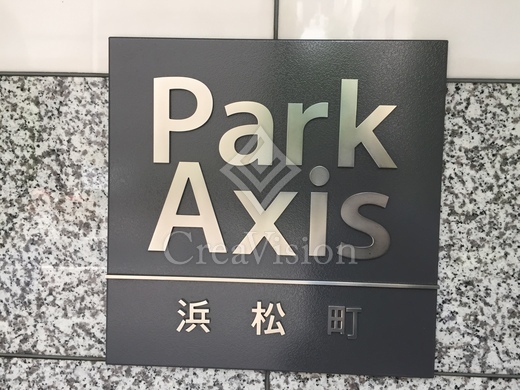 Park
Axis
CreaVision
浜松町